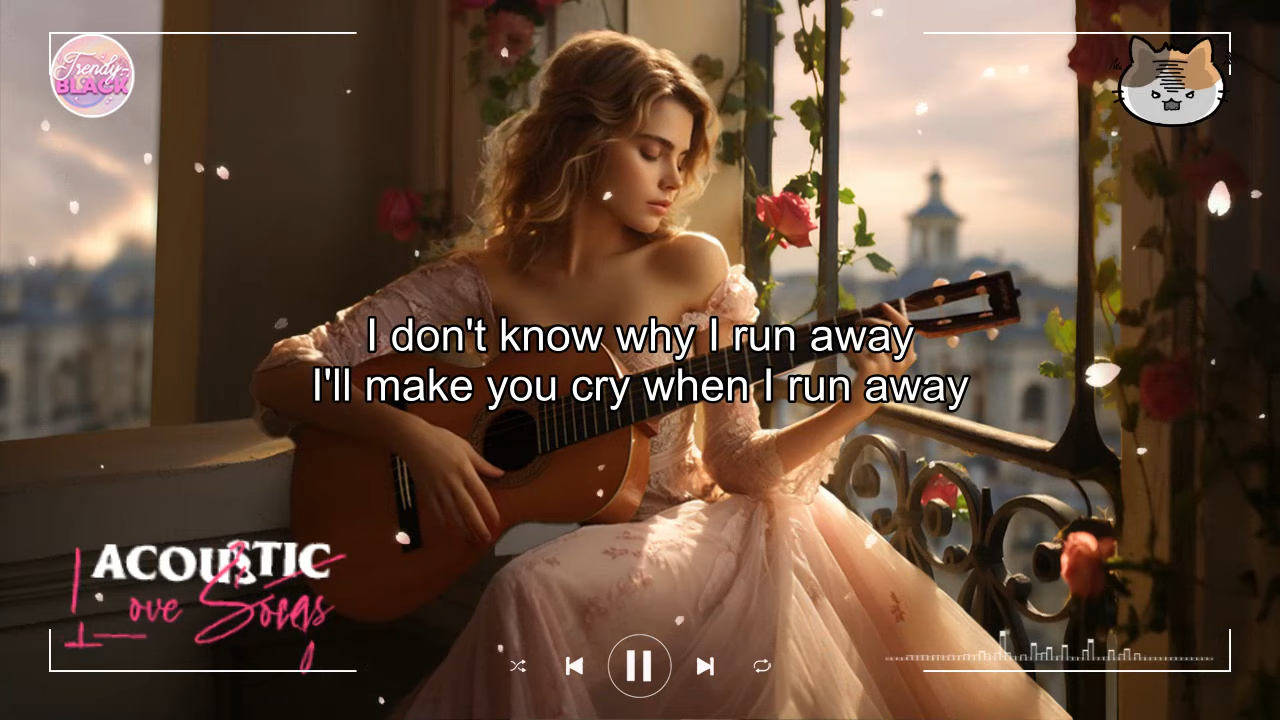 Trendy
BLACK
I don't know why I run away
I'll make you cry when I run away
ACOUSTIC
Love Songs